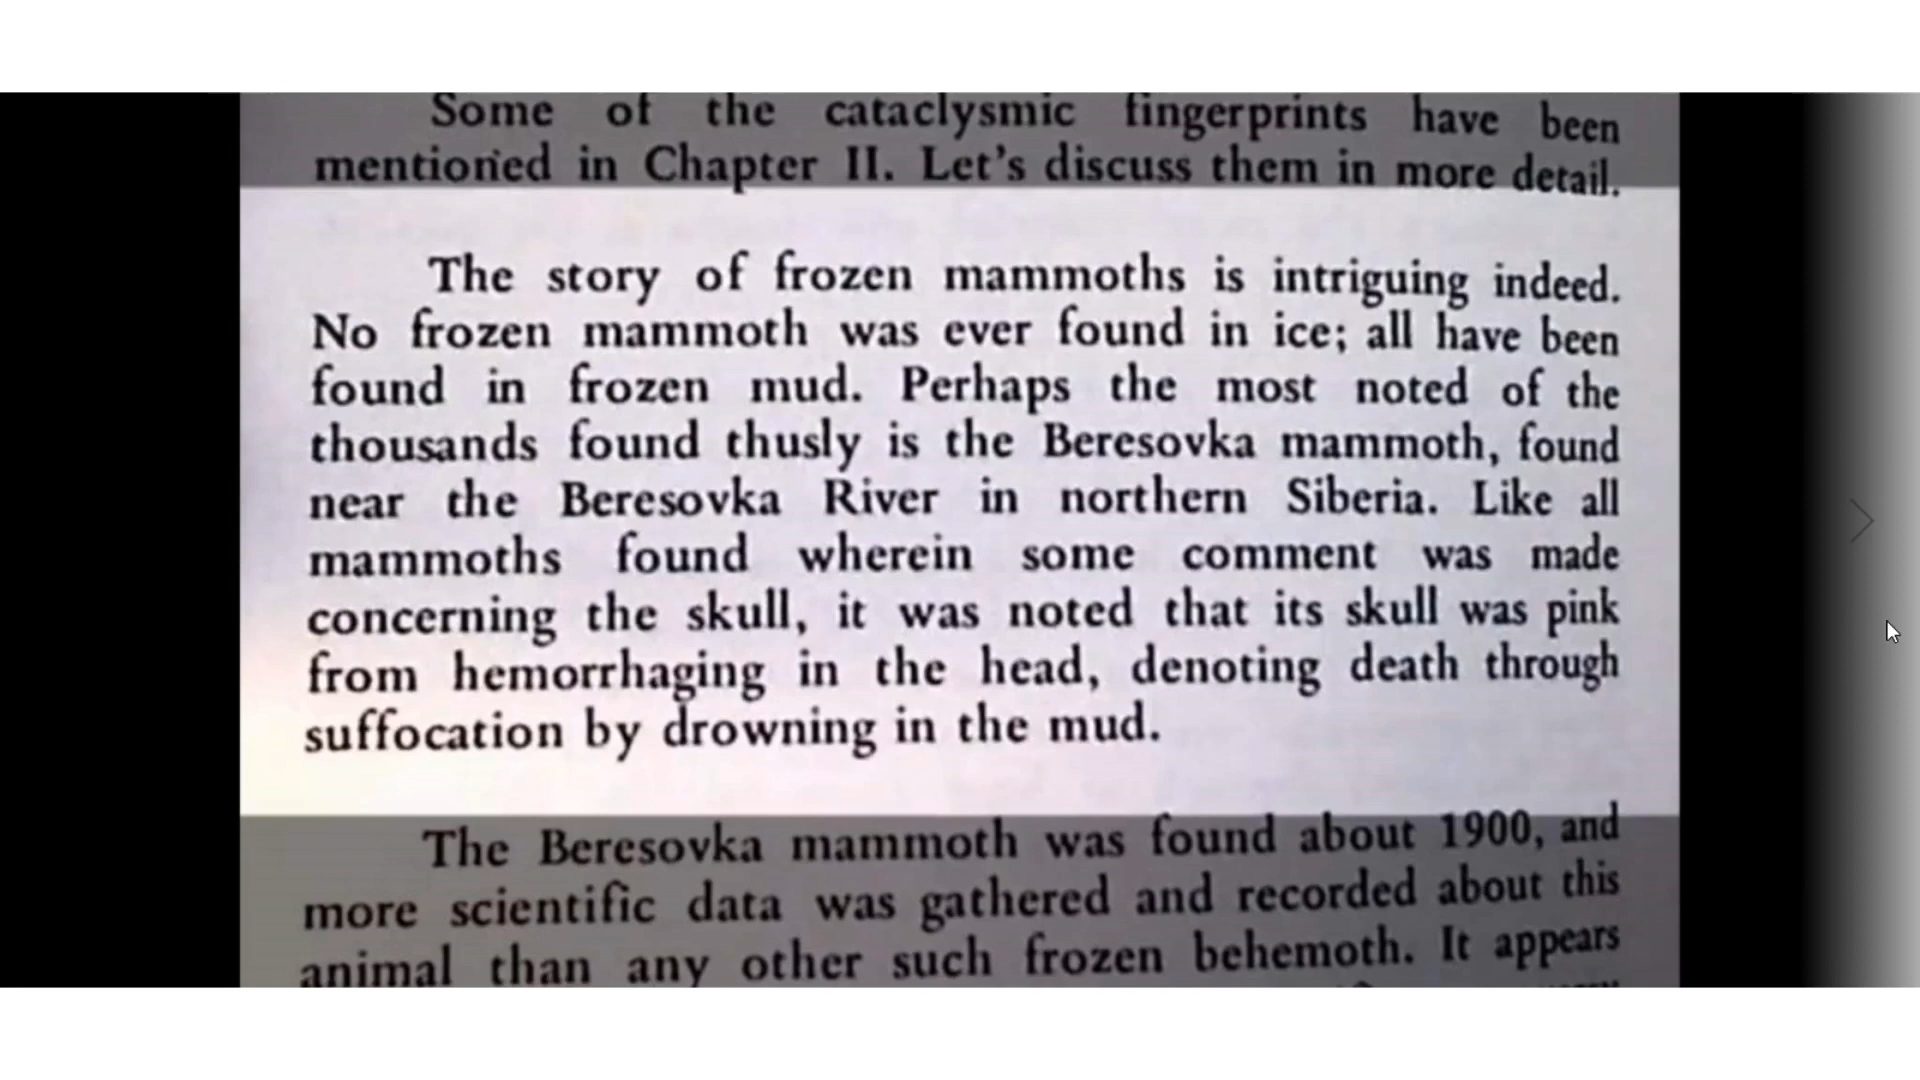 Some of the cataclysmic fingerprints have been
mentioned in Chapter II. Let's discuss them in more detail.
The story of frozen mammoths is intriguing indeed.
No frozen mammoth was ever found in ice; all have been
found in frozen mud. Perhaps the most noted of the
thousands found thusly is the Beresovka mammoth, found
near the Beresovka River in northern Siberia. Like all
mammoths found wherein some comment was made
concerning the skull, it was noted that its skull was pink
from hemorrhaging in the head, denoting death through
suffocation by drowning in the mud.
The Beresovka mammoth was found about 1900, and
more scientific data was gathered and recorded about this
animal than any other such frozen behemoth. It appears